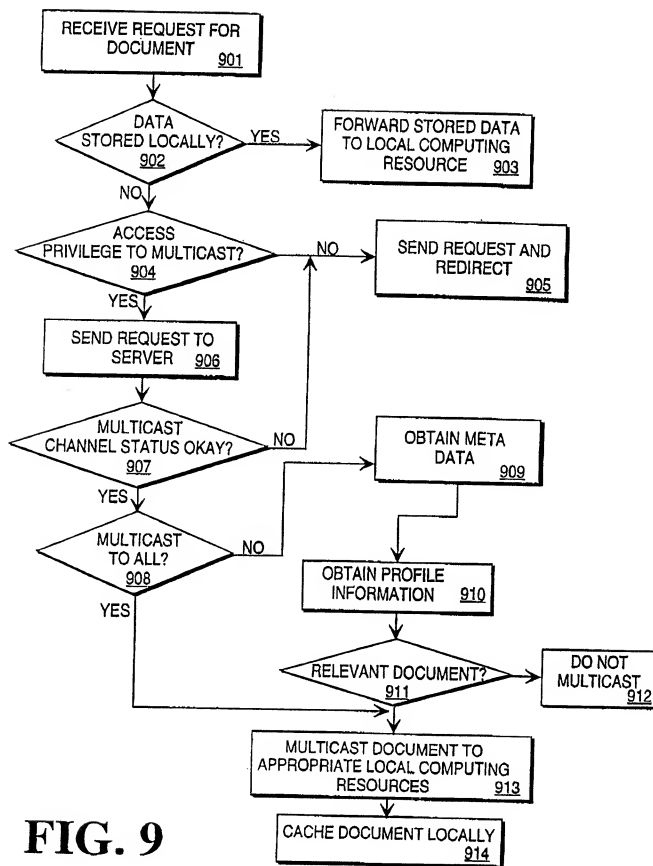 RECEIVE REQUEST FOR
DOCUMENT 901
DATA
STORED LOCALLY?
902
YES
FORWARD STORED DATA
TO LOCAL COMPUTING
RESOURCE 903
NO
ACCESS
PRIVILEGE TO MULTICAST?
904
NO
SEND REQUEST AND
REDIRECT 905
YES
SEND REQUEST TO
SERVER 906
MULTICAST
CHANNEL STATUS OKAY?
907
NO
OBTAIN META
DATA 909
YES
MULTICAST
TO ALL?
908
NO
OBTAIN PROFILE
INFORMATION 910
YES
RELEVANT DOCUMENT?
911
DO NOT
MULTICAST
912
MULTICAST DOCUMENT TO
APPROPRIATE LOCAL COMPUTING
RESOURCES 913
CACHE DOCUMENT LOCALLY
914
FIG. 9